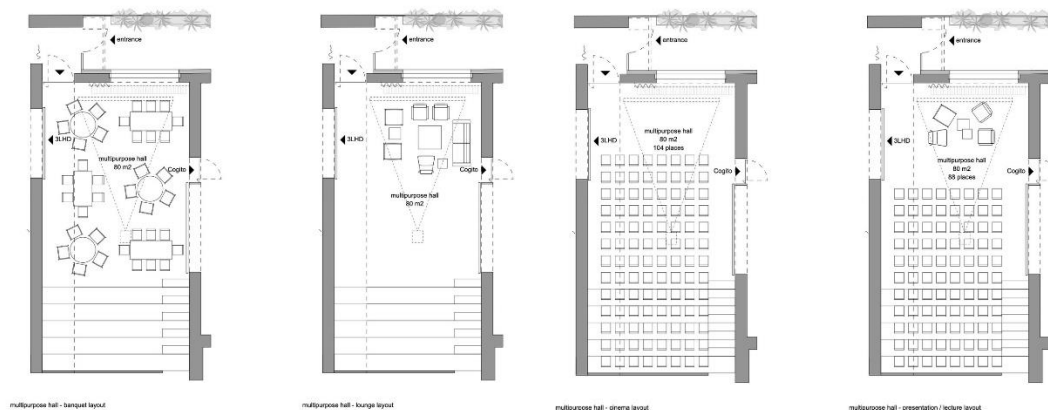 entrance
3LHD
multipurpose hall
80 m2
Cogito
multipurpose hall - banquet layout
entrance
3LHD
Cogito
multipurpose hall
80 m2
multipurpose hall - lounge layout
entrance
multipurpose hall
80 m2
104 places
3LHD
Cogito
multipurpose hall - cinema layout
entrance
3LHD
multipurpose hall
80 m2
88 places
Cogito
multipurpose hall - presentation / lecture layout